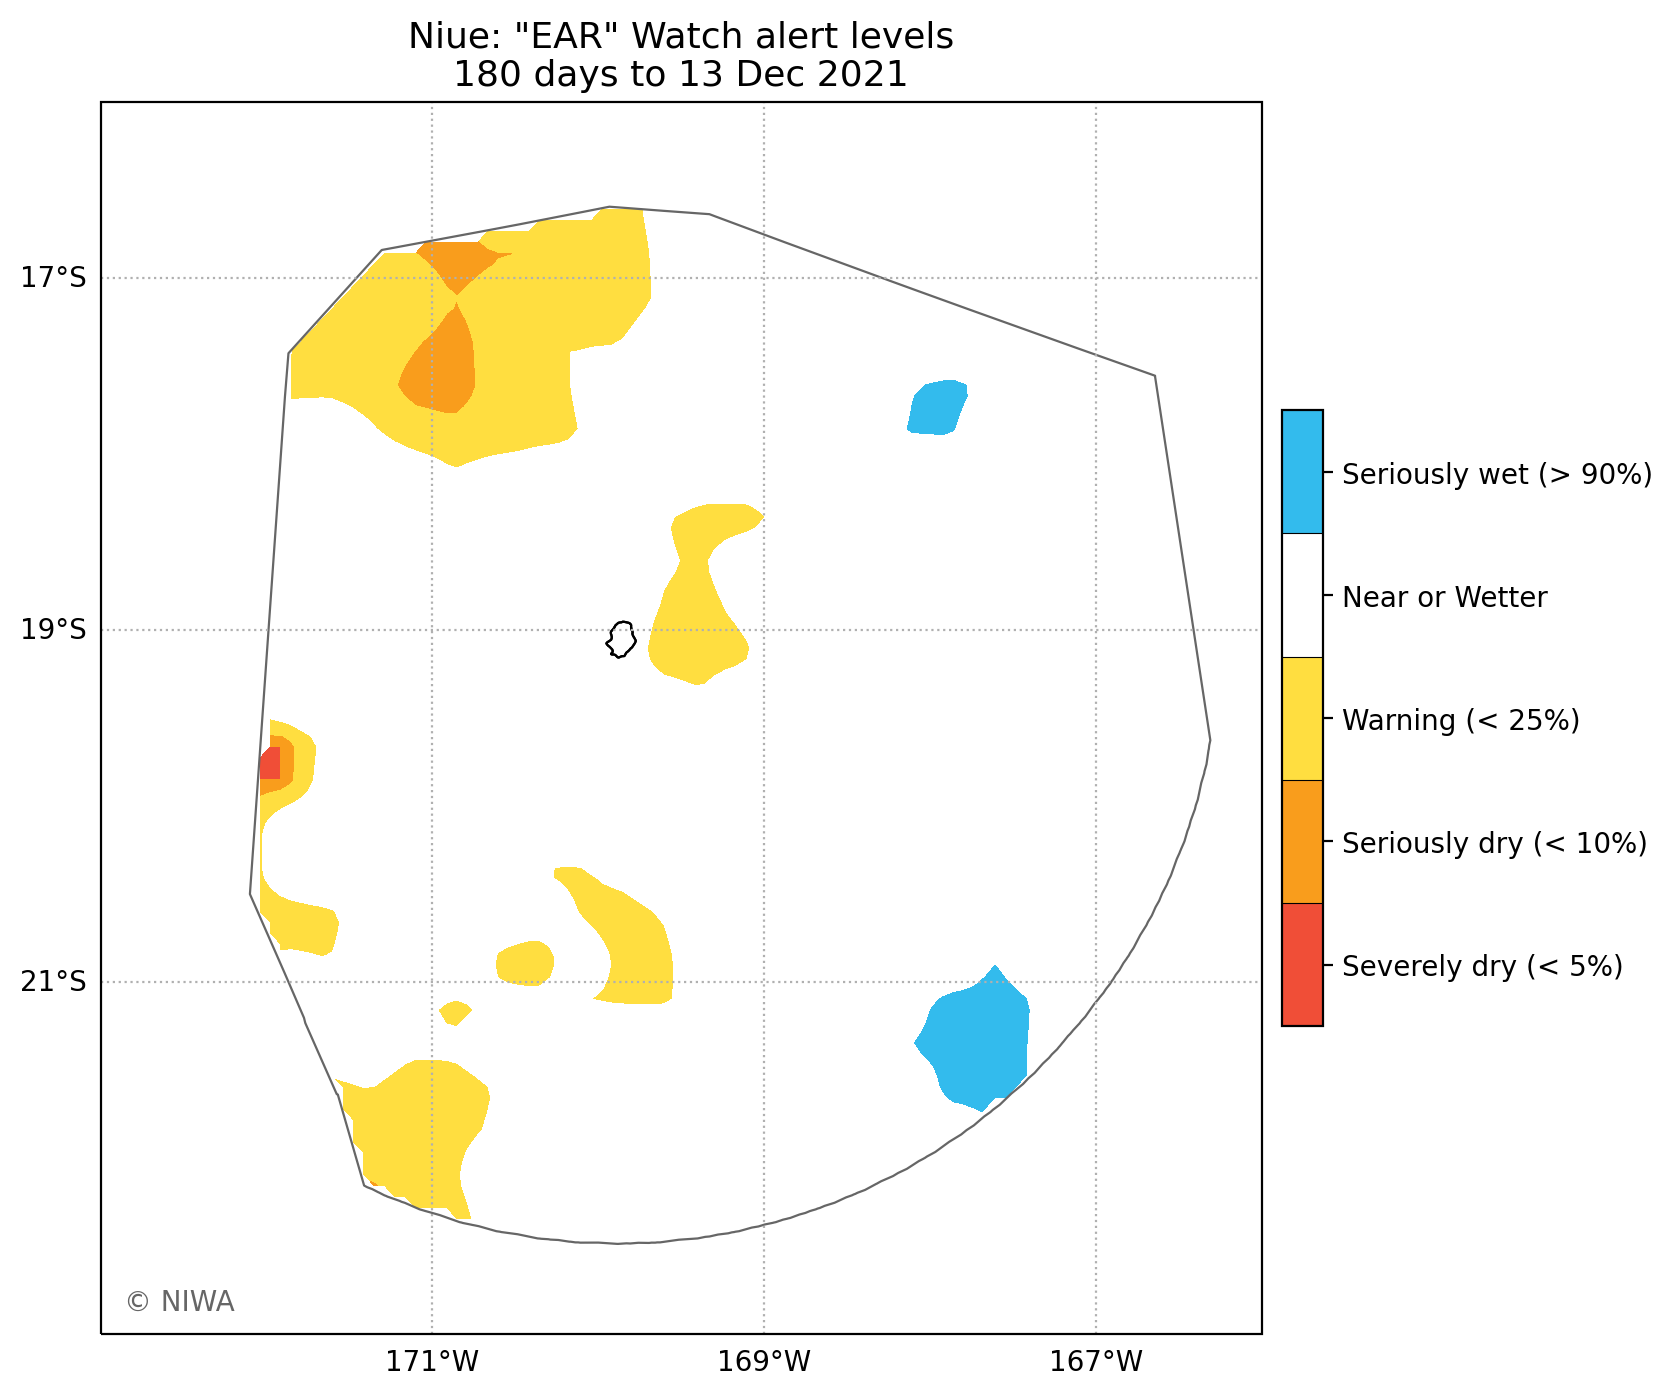 Niue: "EAR" Watch alert levels
180 days to 13 Dec 2021
17°S
19°S
21°S
171°W
169°W
167°W
Seriously wet (> 90%)
Near or Wetter
Warning (< 25%)
Seriously dry (< 10%)
Severely dry (< 5%)
© NIWA